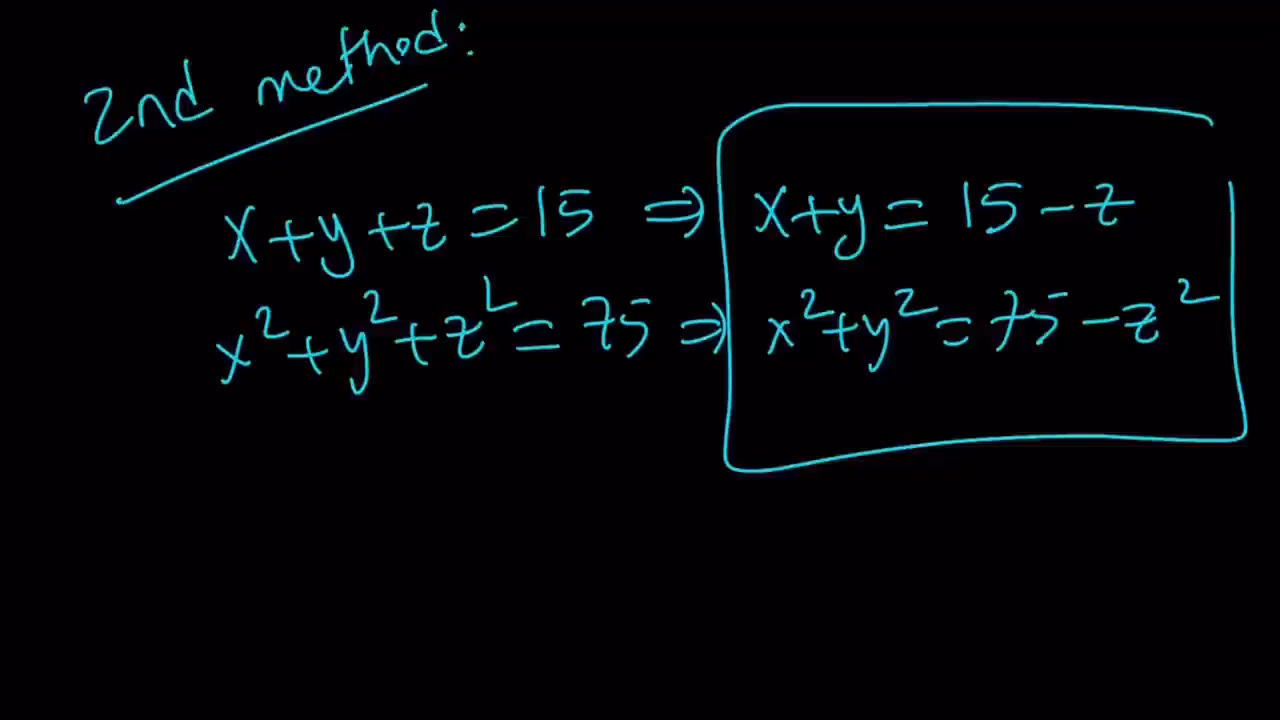 2nd method:
x+y+z=15 ⇒ x+y=15-z
x²+y²+z²=75 ⇒ x²+y²=75-z²